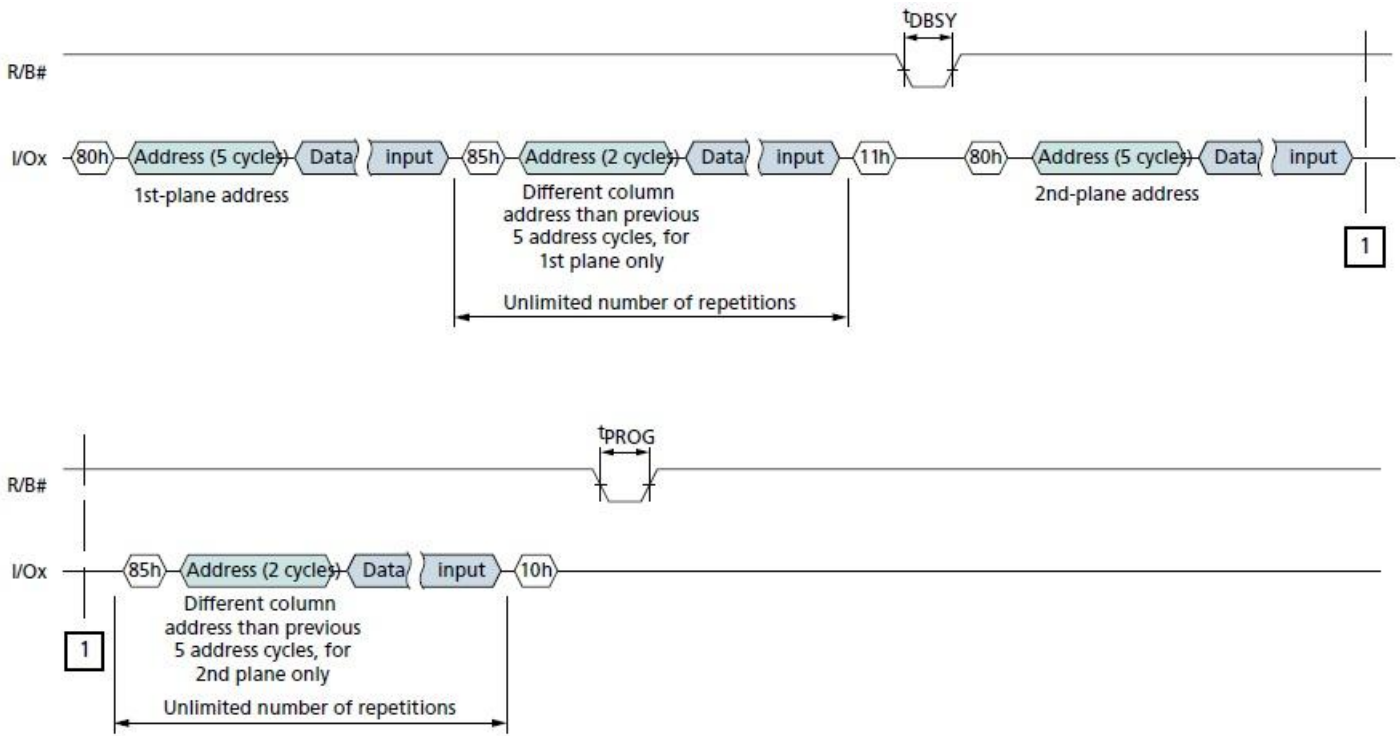 tDBSY
R/B#
I/Ox 80h Address (5 cycles) Data input 85h Address (2 cycles) Data input 11h 80h Address (5 cycles) Data input
1st-plane address
Different column
address than previous
5 address cycles, for
1st plane only
2nd-plane address
1
Unlimited number of repetitions
tPROG
R/B#
I/Ox 85h Address (2 cycles) Data input 10h
Different column
address than previous
5 address cycles, for
2nd plane only
1
Unlimited number of repetitions